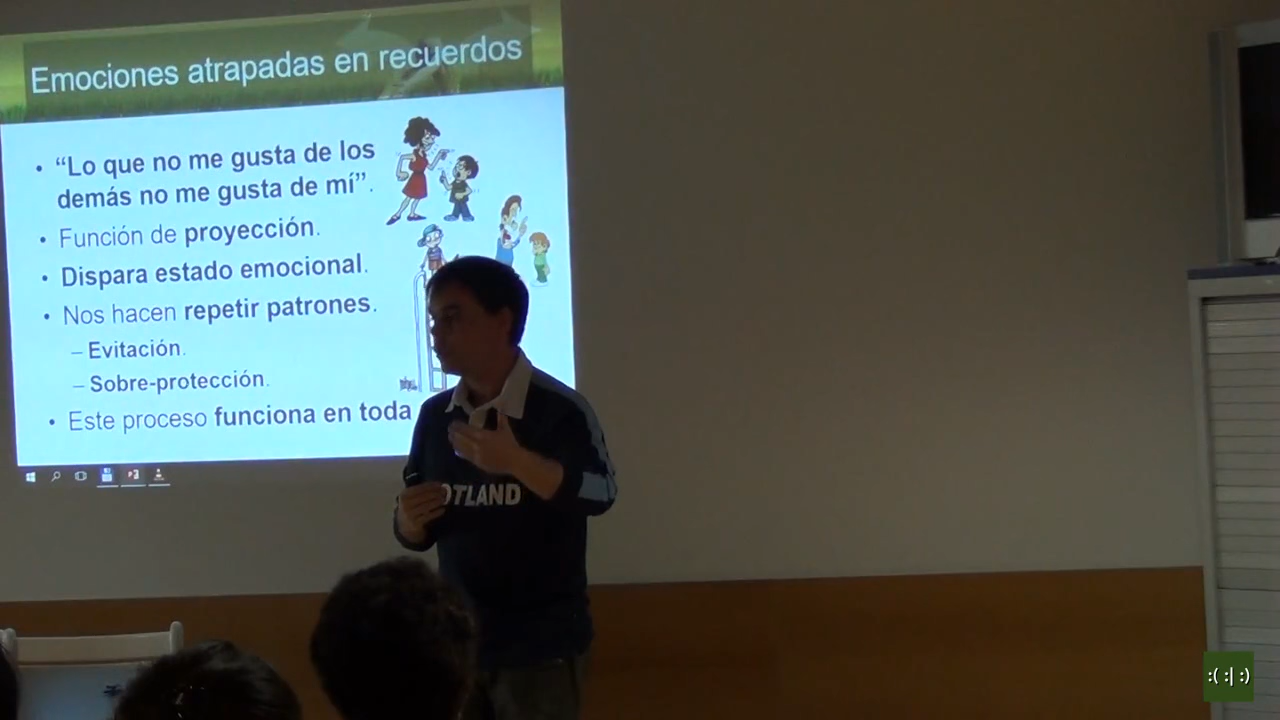 Emociones atrapadas en recuerdos
• “Lo que no me gusta de los
demás no me gusta de mí”.
• Función de proyección.
• Dispara estado emocional.
• Nos hacen repetir patrones.
– Evitación.
– Sobre-protección.
• Este proceso funciona en toda
OTLAND
:( :| :)